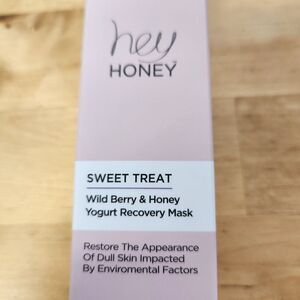 hey
HONEY
SWEET TREAT
Wild Berry & Honey
Yogurt Recovery Mask
Restore The Appearance
Of Dull Skin Impacted
By Enviromental Factors